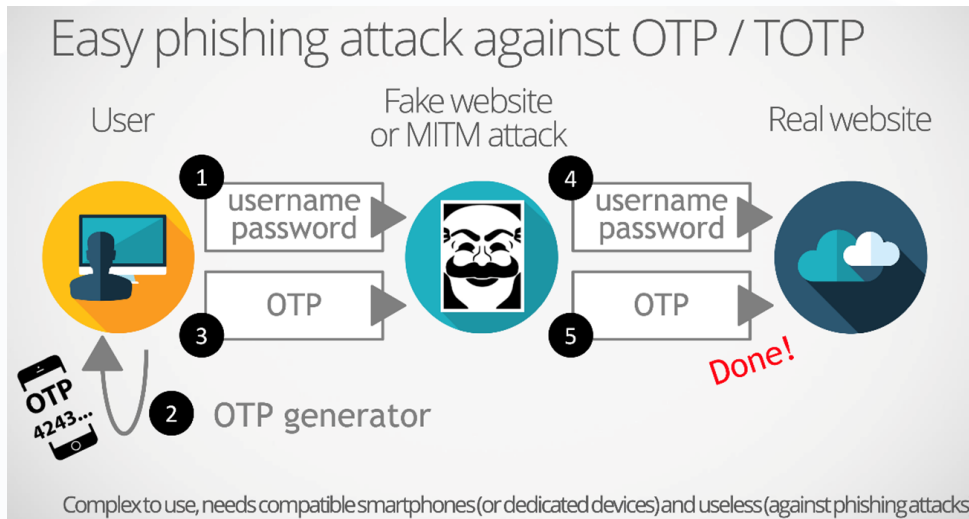 Easy phishing attack against OTP / TOTP
User
Fake website
or MITM attack
Real website
1
username
password
4
username
password
3
OTP
5
OTP
Done!
OTP
4243...
2
OTP generator
Complex to use, needs compatible smartphones (or dedicated devices) and useless (against phishing attacks